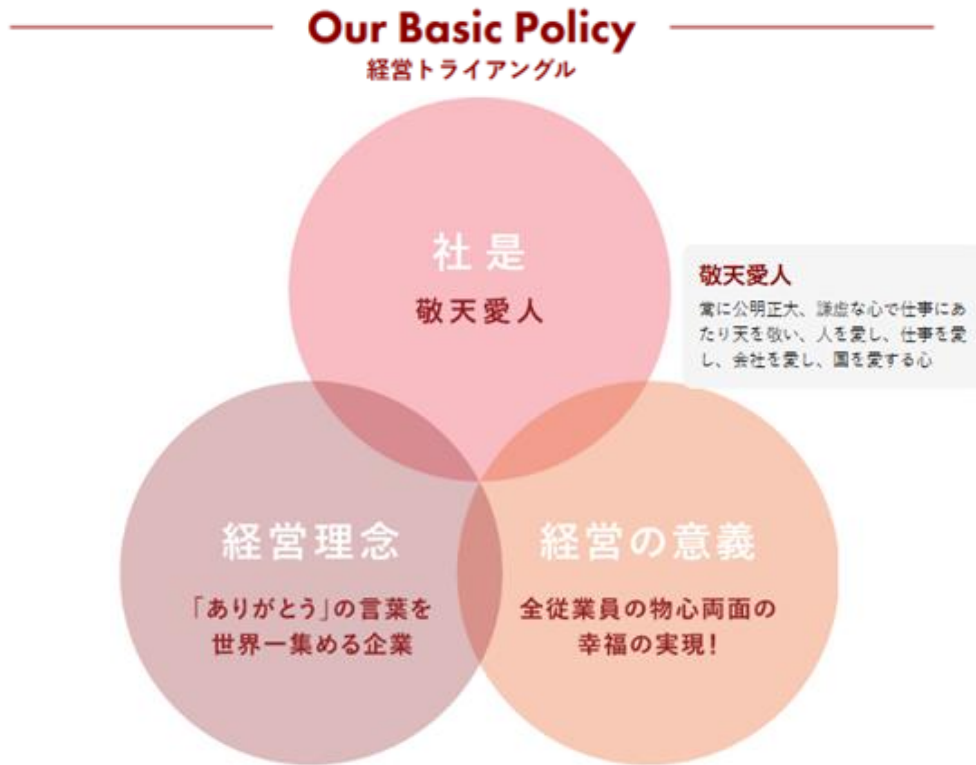 Our Basic Policy
経営トライアングル
社是
敬天愛人
敬天愛人
常に公明正大、謙虚な心で仕事にあ
たり天を敬い、人を愛し、仕事を愛
し、会社を愛し、国を愛する心
経営理念
「ありがとう」の言葉を
世界一集める企業
経営の意義
全従業員の物心両面の
幸福の実現!